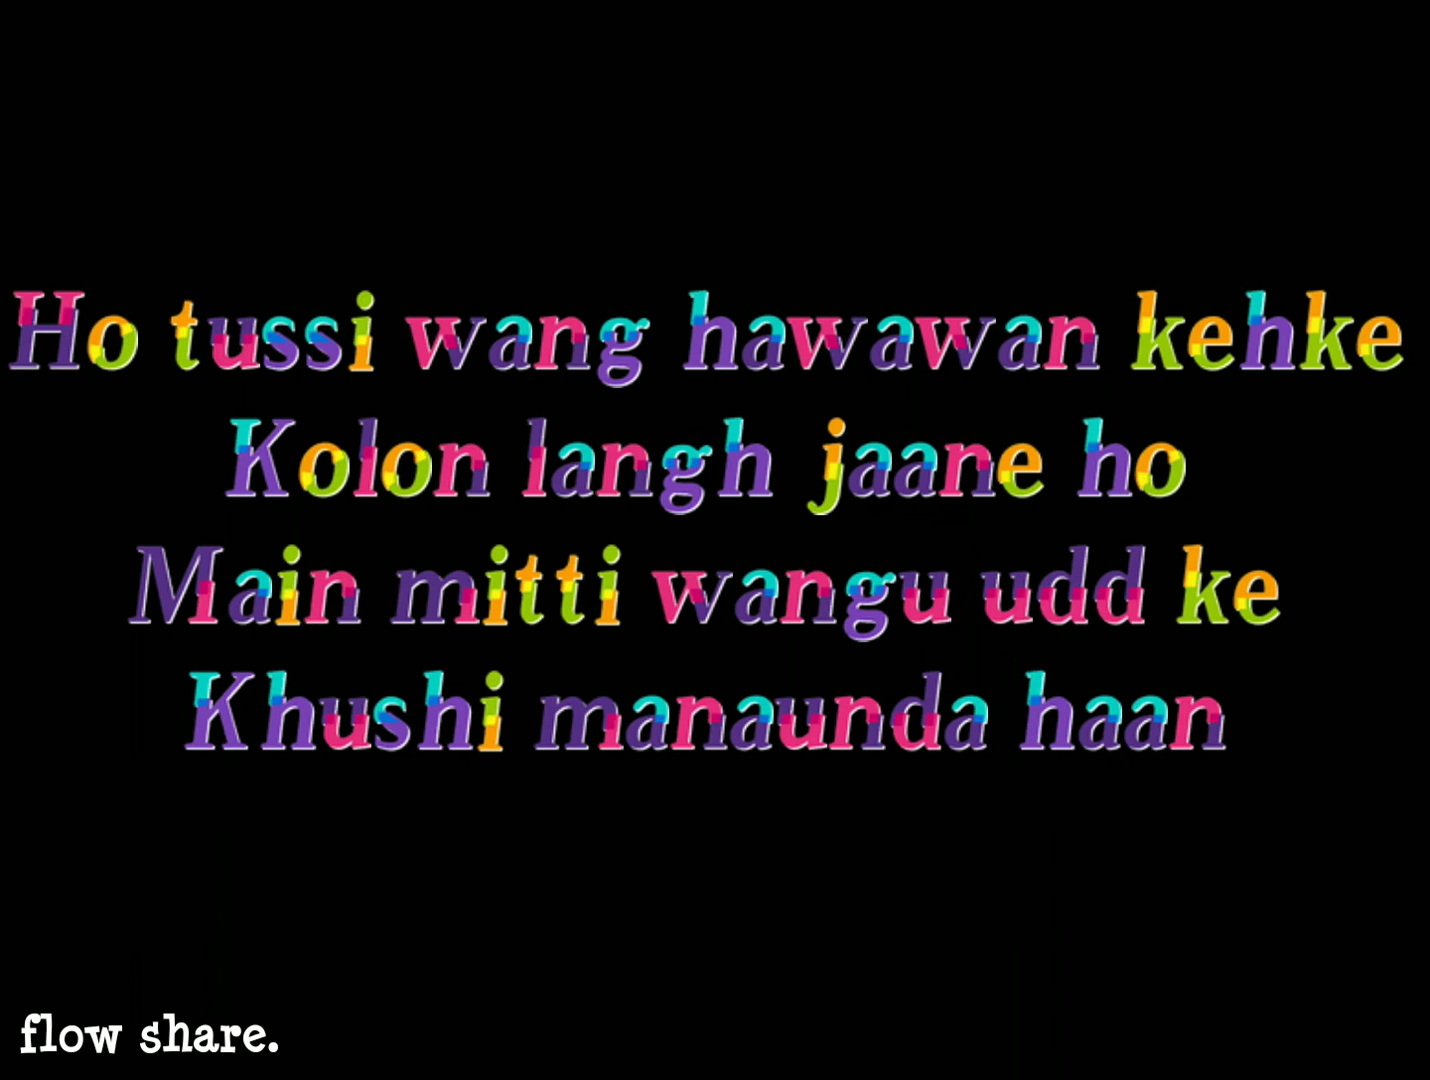 Ho tussi wang hawawan kehke
Kolon langh jaane ho
Main mitti wangu udd ke
Khushi manaunda haan
flow share.